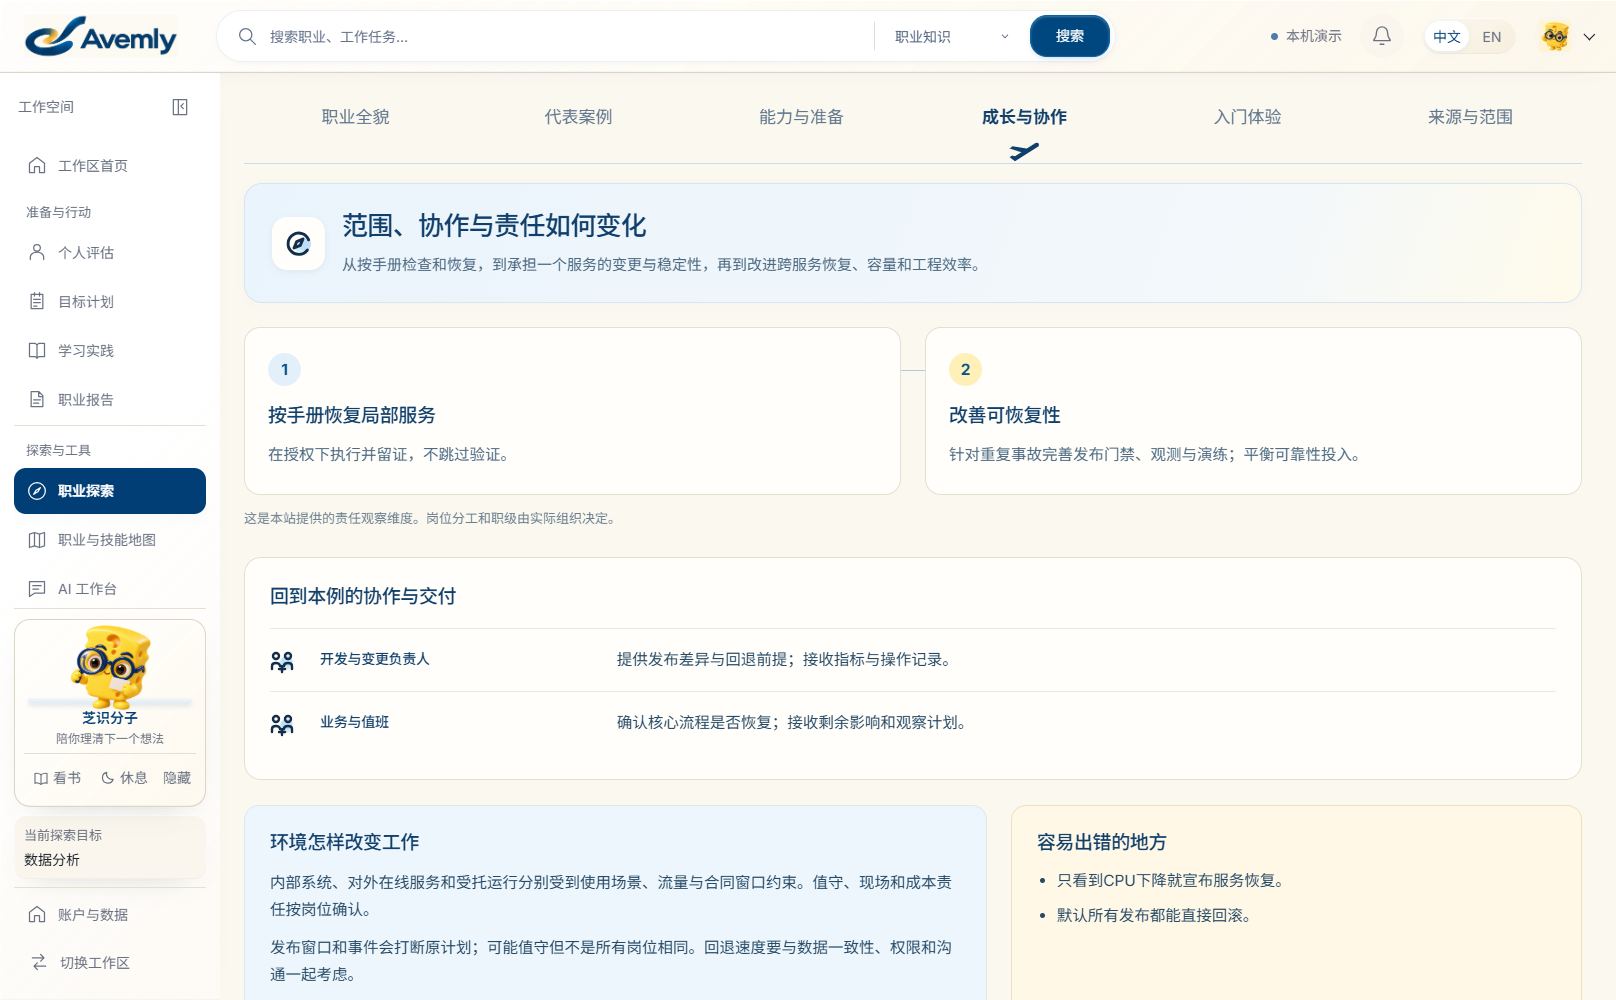 Avemly
搜索职业、工作任务...
职业知识
搜索
本机演示
中文
EN
工作空间
工作区首页
准备与行动
个人评估
目标计划
学习实践
职业报告
探索与工具
职业探索
职业与技能地图
AI 工作台
芝识分子
陪你理清下一个想法
看书
休息
隐藏
当前探索目标
数据分析
账户与数据
切换工作区
职业全貌
代表案例
能力与准备
成长与协作
入门体验
来源与范围
范围、协作与责任如何变化
从按手册检查和恢复，到承担一个服务的变更与稳定性，再到改进跨服务恢复、容量和工程效率。
1
按手册恢复局部服务
在授权下执行并留证，不跳过验证。
2
改善可恢复性
针对重复事故完善发布门禁、观测与演练；平衡可靠性投入。
这是本站提供的责任观察维度。岗位分工和职级由实际组织决定。
回到本例的协作与交付
开发与变更负责人
提供发布差异与回退前提；接收指标与操作记录。
业务与值班
确认核心流程是否恢复；接收剩余影响和观察计划。
环境怎样改变工作
内部系统、对外在线服务和受托运行分别受到使用场景、流量与合同窗口约束。值守、现场和成本责
任按岗位确认。
发布窗口和事件会打断原计划；可能值守但不是所有岗位相同。回退速度要与数据一致性、权限和沟
通一起考虑。
容易出错的地方
• 只看到CPU下降就宣布服务恢复。
• 默认所有发布都能直接回滚。